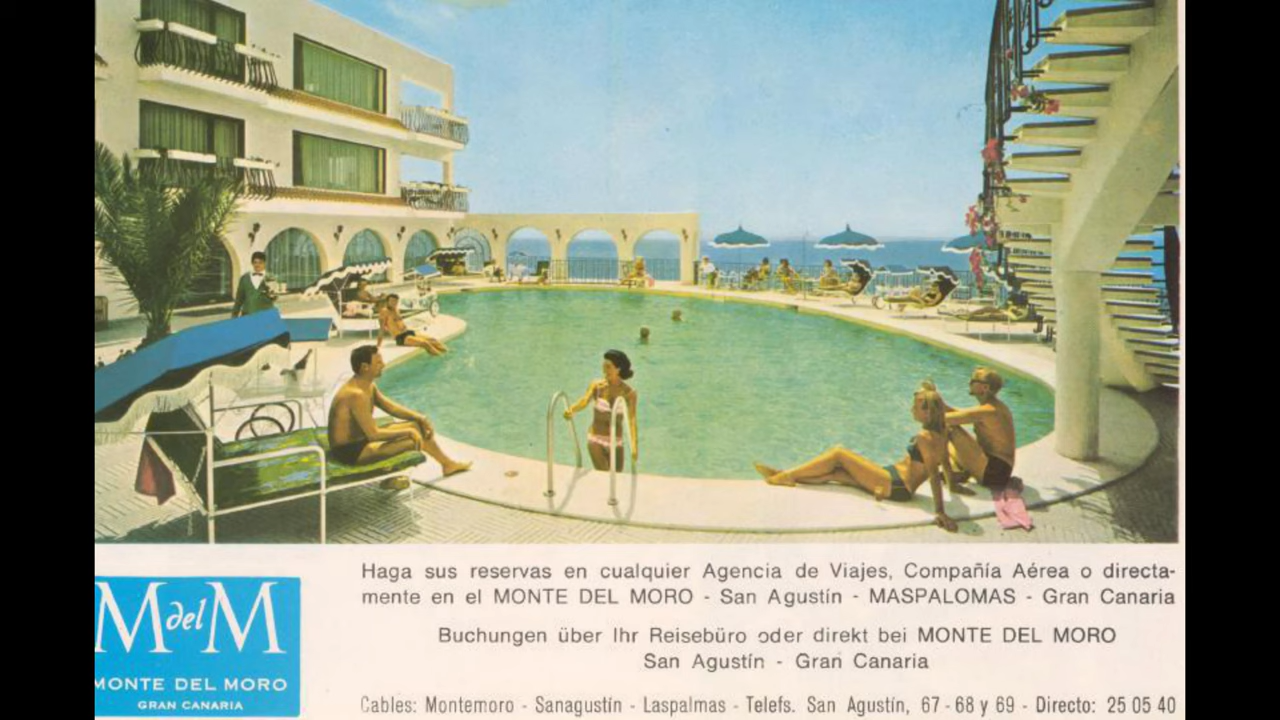 Haga sus reservas en cualquier Agencia de Viajes, Compañía Aérea o directa-
mente en el MONTE DEL MORO - San Agustín - MASPALOMAS - Gran Canaria
Buchungen über Ihr Reisebüro oder direkt bei MONTE DEL MORO
San Agustín - Gran Canaria
Cables: Montemoro - Sanagustín - Laspalmas - Telefs. San Agustín, 67-68 y 69 - Directo: 25 05 40
M del M
MONTE DEL MORO
GRAN CANARIA